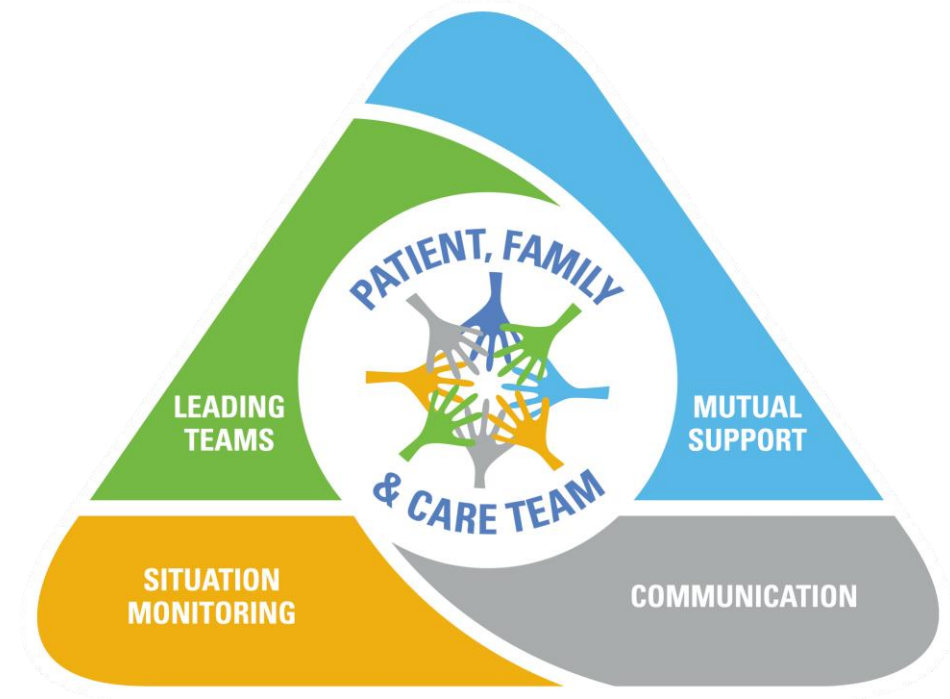 PATIENT, FAMILY
& CARE TEAM
LEADING
TEAMS
MUTUAL
SUPPORT
SITUATION
MONITORING
COMMUNICATION